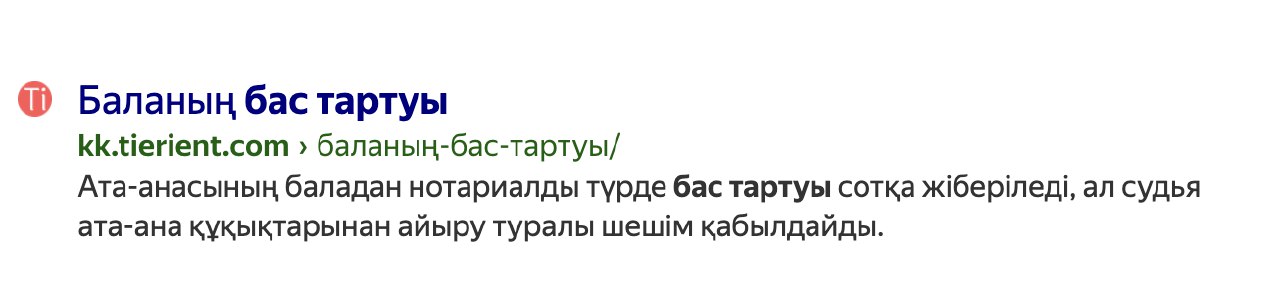 Ti
Баланың бас тартуы
kk.tierient.com › баланың-бас-тартуы/
Ата-анасының баладан нотариалды түрде бас тартуы сотқа жіберіледі, ал судья
ата-ана құқықтарынан айыру туралы шешім қабылдайды.